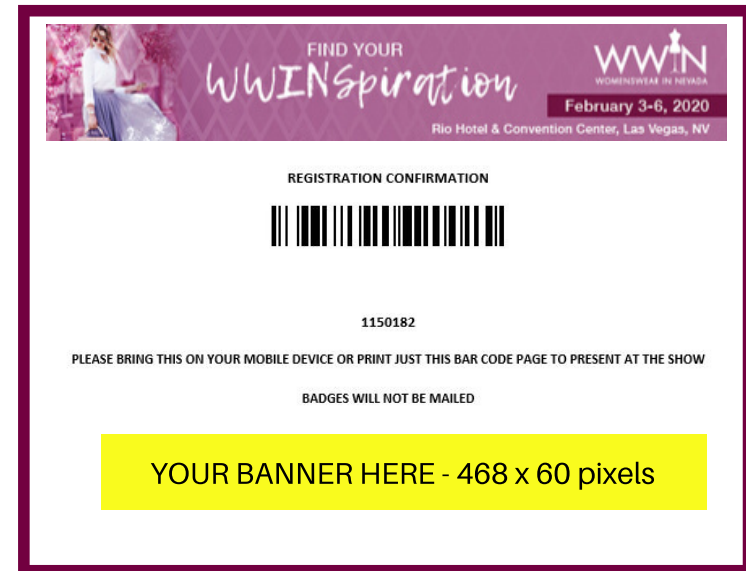 FIND YOUR
WWINSpiration
WWIN
WOMENSWEAR IN NEVADA
February 3-6, 2020
Rio Hotel & Convention Center, Las Vegas, NV
REGISTRATION CONFIRMATION
1150182
PLEASE BRING THIS ON YOUR MOBILE DEVICE OR PRINT JUST THIS BAR CODE PAGE TO PRESENT AT THE SHOW
BADGES WILL NOT BE MAILED
YOUR BANNER HERE - 468 x 60 pixels